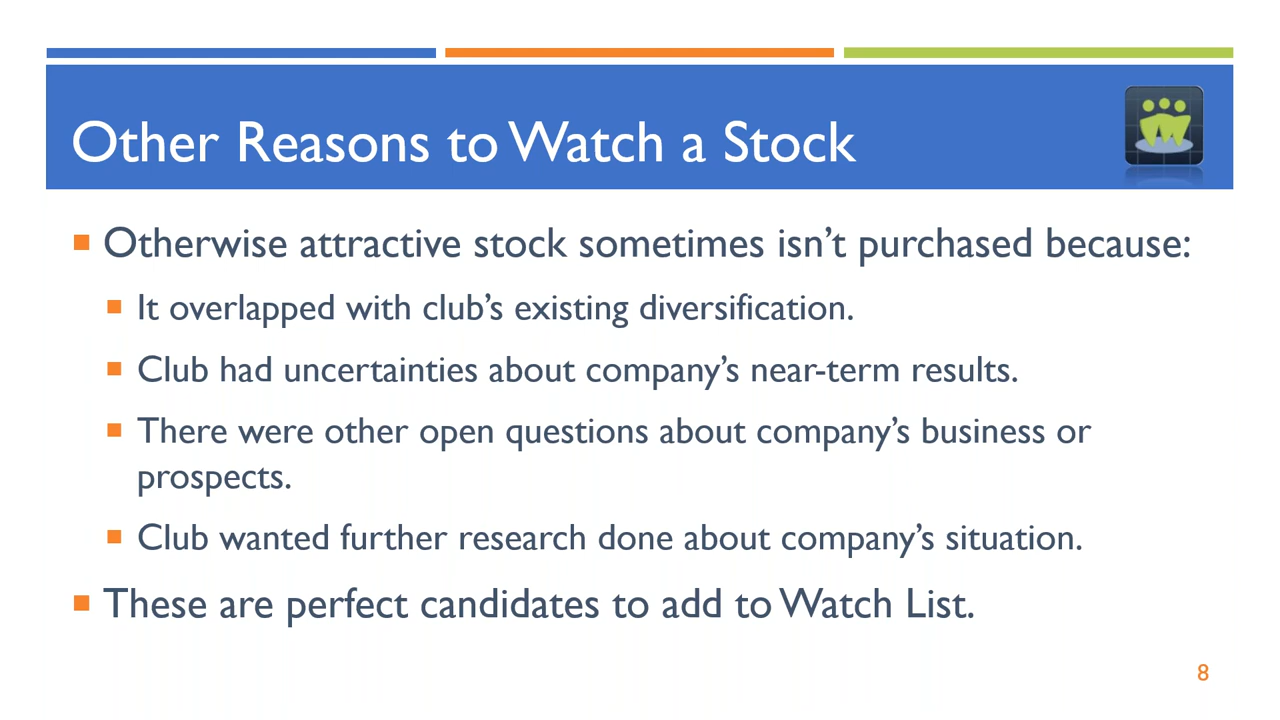 Other Reasons to Watch a Stock
Otherwise attractive stock sometimes isn’t purchased because:
It overlapped with club’s existing diversification.
Club had uncertainties about company’s near-term results.
There were other open questions about company’s business or
prospects.
Club wanted further research done about company’s situation.
These are perfect candidates to add to Watch List.
8